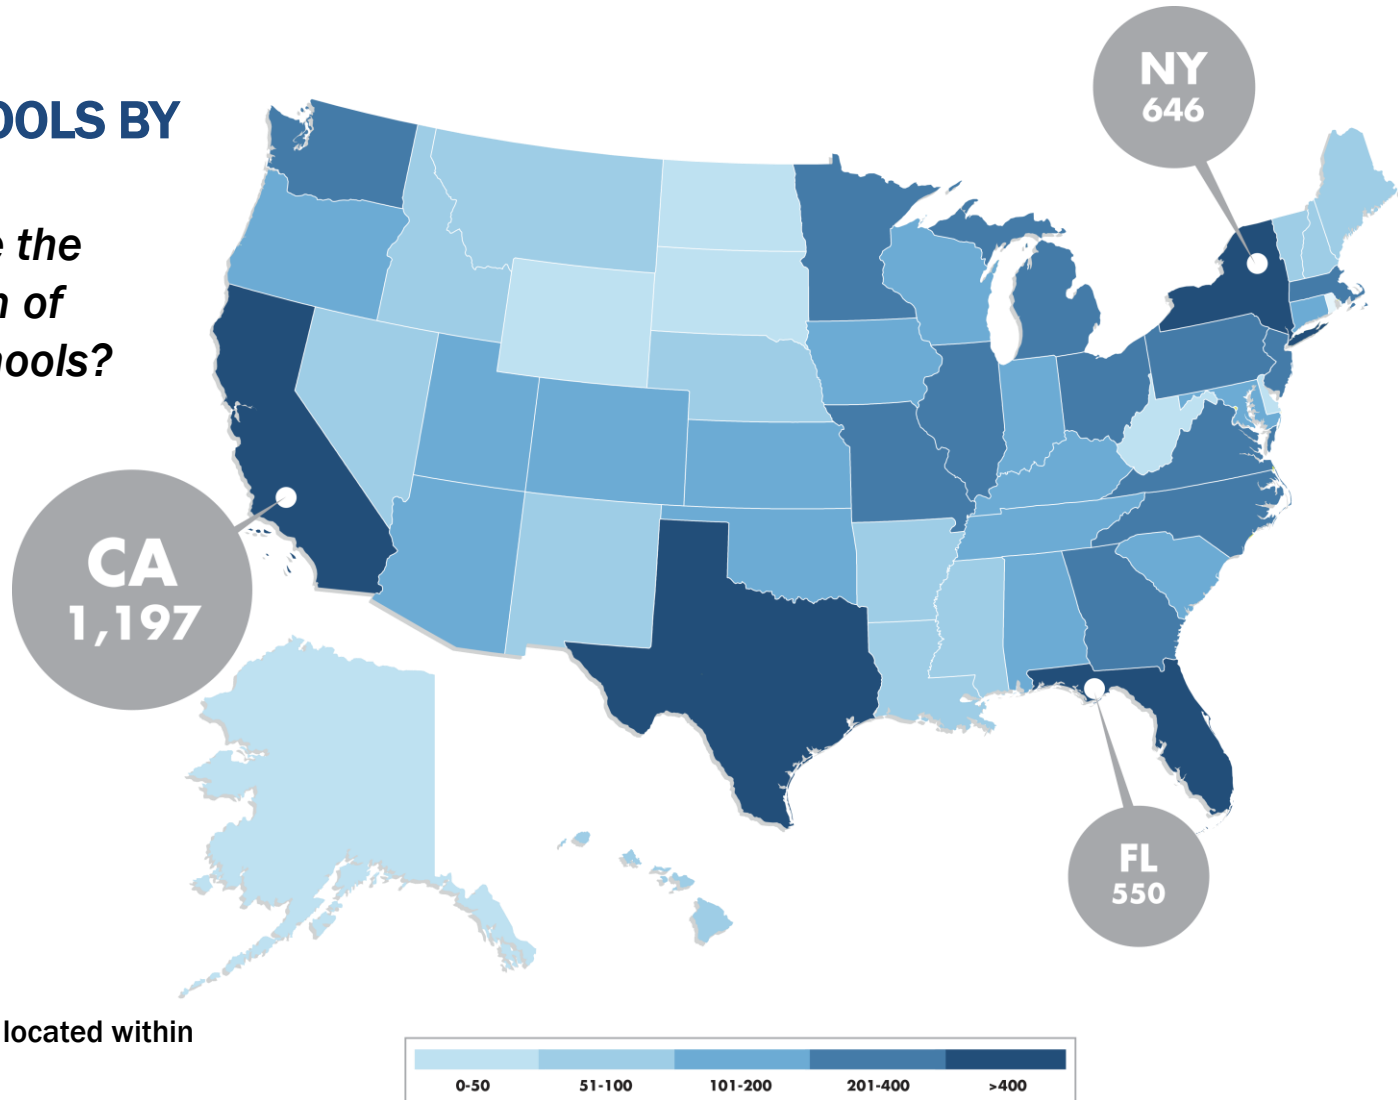 OOLS BY
e the
n of
hools?
NY
646
CA
1,197
FL
550
located within
0-50 51-100 101-200 201-400 >400